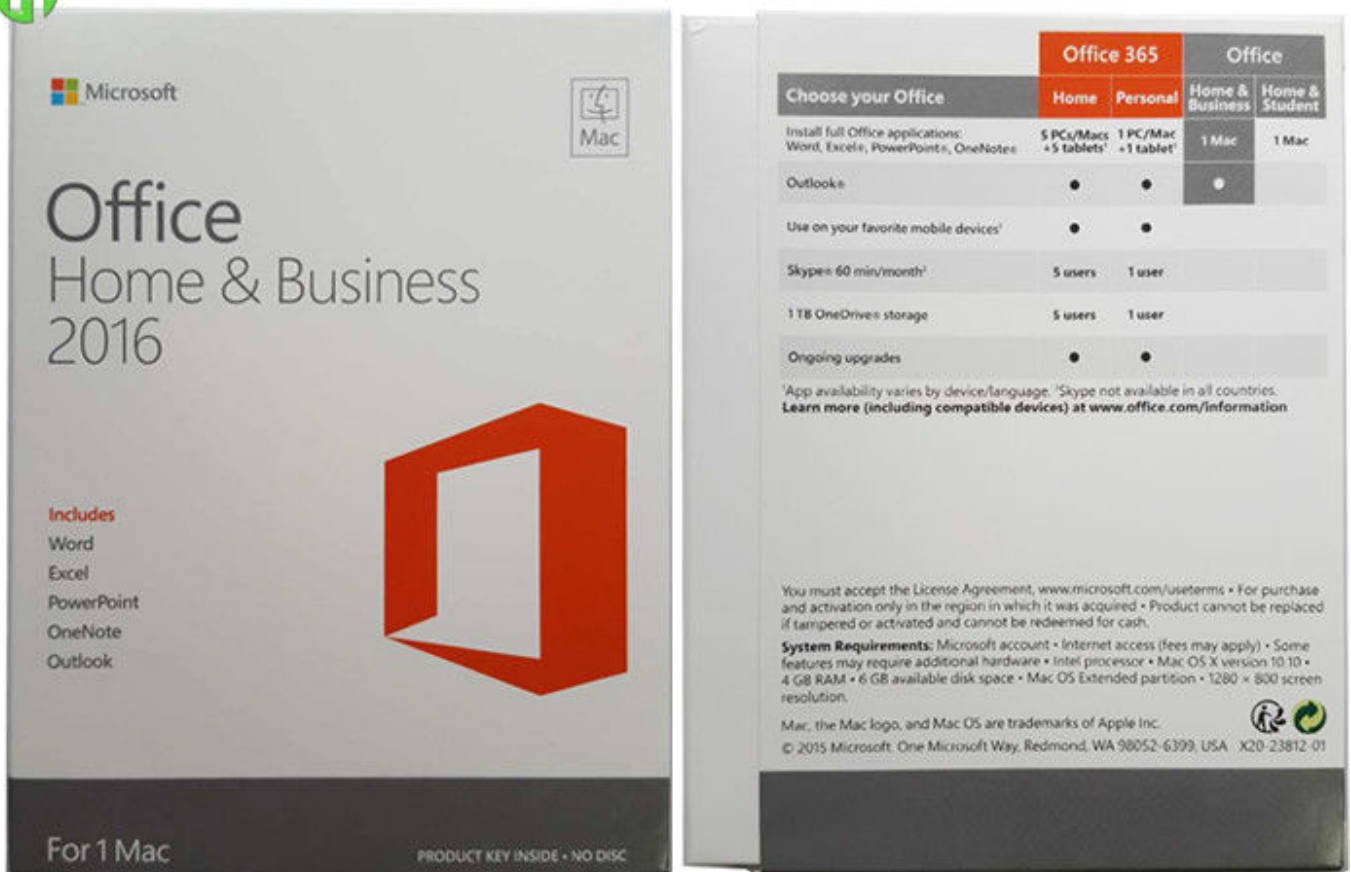 Microsoft
Mac
Office
Home & Business
2016
Includes
Word
Excel
PowerPoint
OneNote
Outlook
For 1 Mac
PRODUCT KEY INSIDE • NO DISC
Office 365 Office
Choose your Office Home Personal Home & Business Home & Student
Install full Office applications: Word, Excel®, PowerPoint®, OneNote® 5 PCs/Macs +5 tablets¹ 1 PC/Mac +1 tablet¹ 1 Mac 1 Mac
Outlook® ● ● ●
Use on your favorite mobile devices¹ ● ●
Skype® 60 min/month² 5 users 1 user
1 TB OneDrive® storage 5 users 1 user
Ongoing upgrades ● ●
¹App availability varies by device/language. ²Skype not available in all countries.
Learn more (including compatible devices) at www.office.com/information
You must accept the License Agreement, www.microsoft.com/useterms • For purchase
and activation only in the region in which it was acquired • Product cannot be replaced
if tampered or activated and cannot be redeemed for cash.
System Requirements: Microsoft account • Internet access (fees may apply) • Some
features may require additional hardware • Intel processor • Mac OS X version 10.10 •
4 GB RAM • 6 GB available disk space • Mac OS Extended partition • 1280 × 800 screen
resolution.
Mac, the Mac logo, and Mac OS are trademarks of Apple Inc.
© 2015 Microsoft. One Microsoft Way, Redmond, WA 98052-6399, USA X20-23812-01